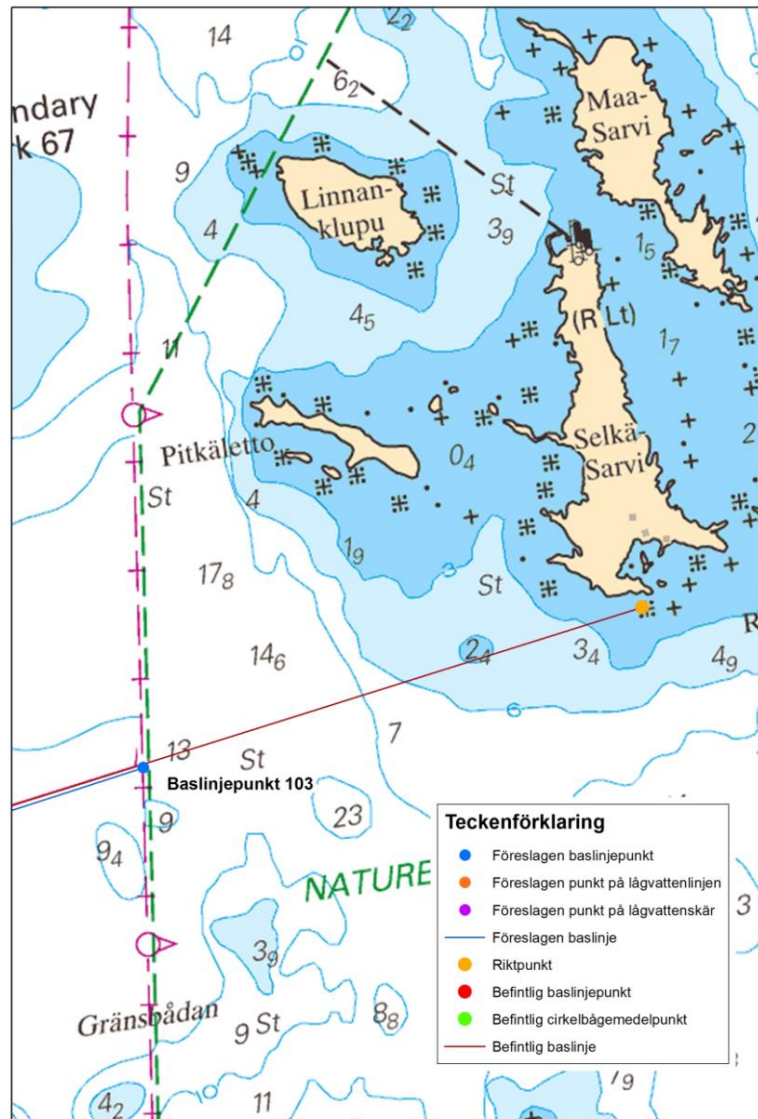 14
2₂
6₂
ndary
k 67
Maa-
Sarvi
9
Linnan-
klupu
St
4
3₉
1₅
4₅
(R Lt)
11
1₇
Selkä-
Sarvi
Pitkäletto
0₄
2
St
4
1₉
3
17₈
St
14₆
2₄
3₄
4₉
R
6
7
13
St
Baslinjepunkt 103
9
23
9₄
NATURE
3
3₉
Gränsbådan
9
St
8₈
10
4₂
11
7₉
Teckenförklaring
Föreslagen baslinjepunkt
Föreslagen punkt på lågvattenlinjen
Föreslagen punkt på lågvattenskär
Föreslagen baslinje
Riktpunkt
Befintlig baslinjepunkt
Befintlig cirkelbågemedelpunkt
Befintlig baslinje